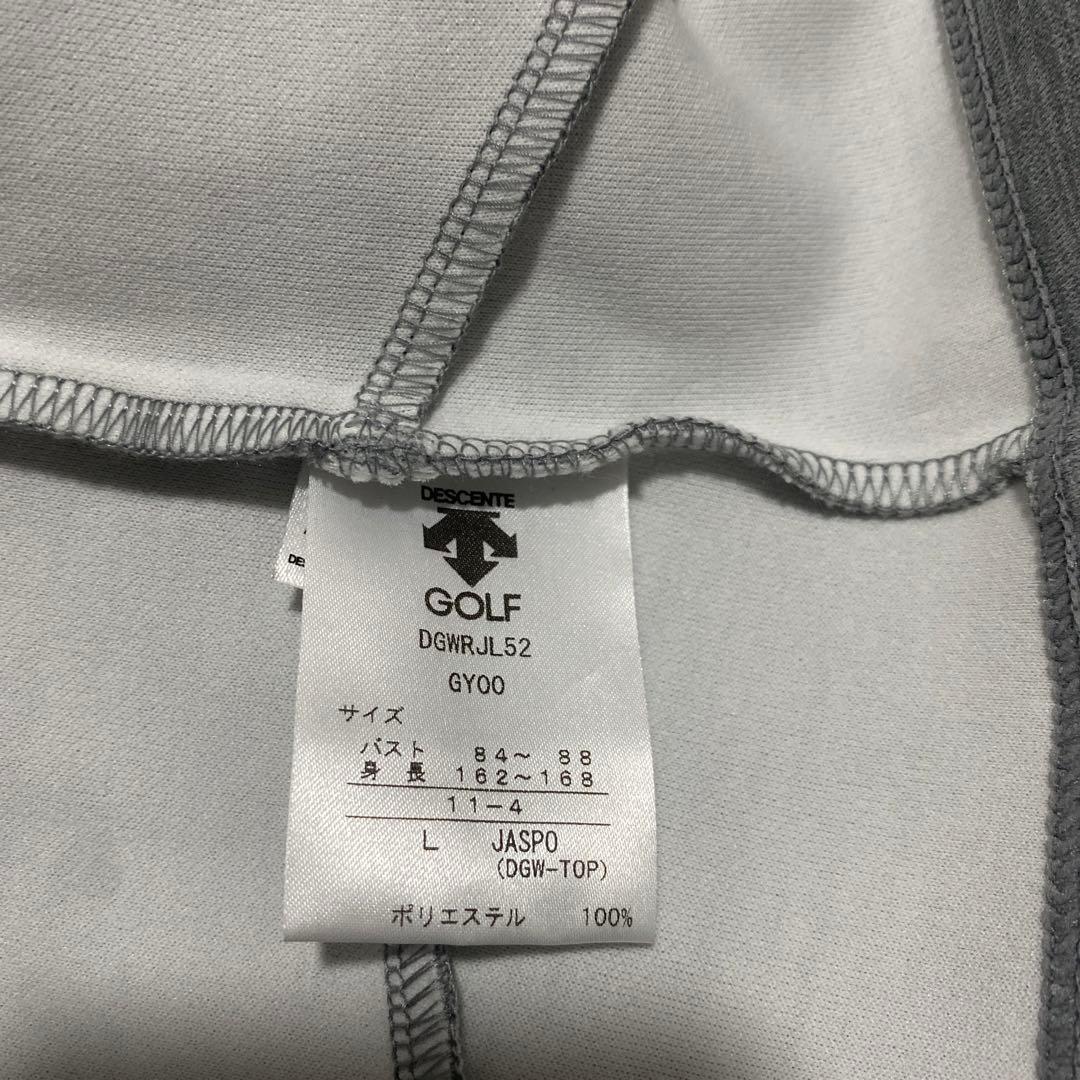 DESCENTE
GOLF
DGWRJL52
GY00
サイズ
バスト 84～ 88
身 長 162～168
11-4
L JASPO
(DGW-TOP)
ポリエステル 100%
DE